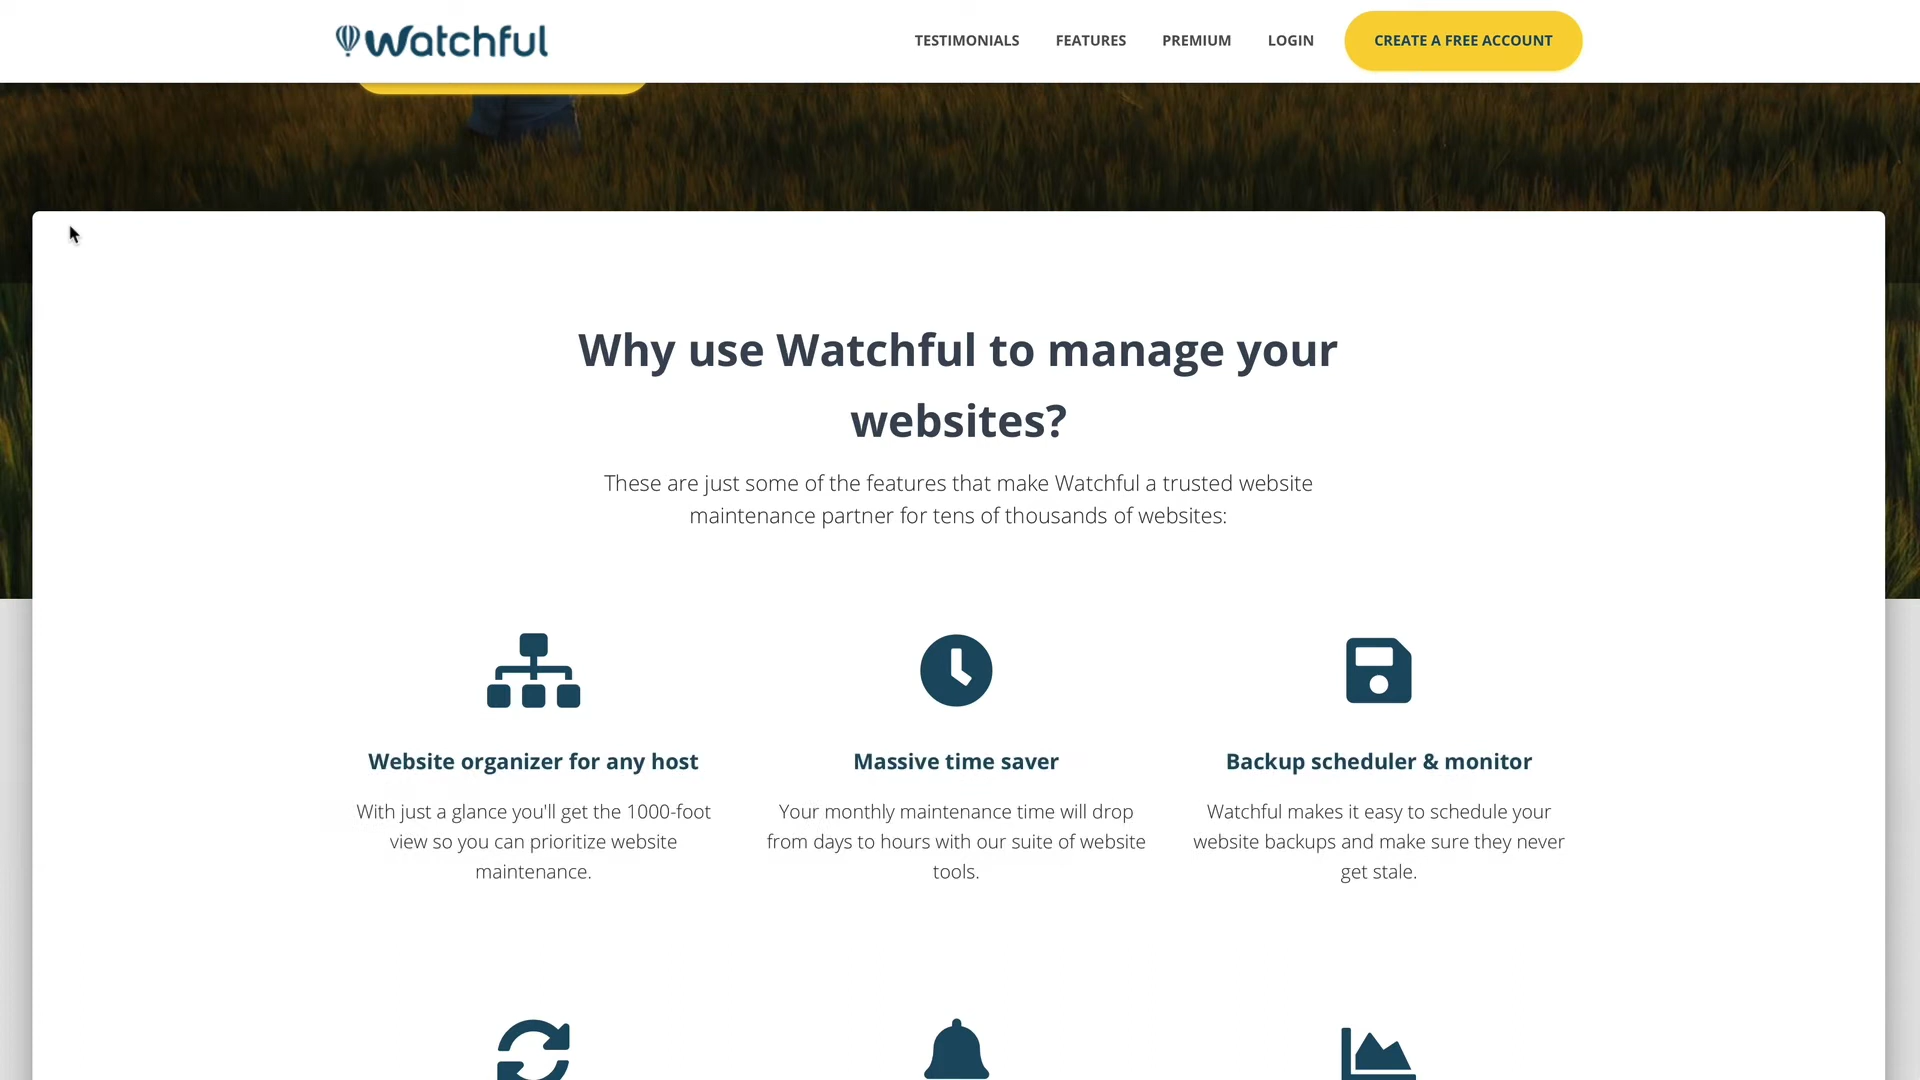 Watchful
TESTIMONIALS
FEATURES
PREMIUM
LOGIN
CREATE A FREE ACCOUNT
Why use Watchful to manage your
websites?
These are just some of the features that make Watchful a trusted website
maintenance partner for tens of thousands of websites:
Website organizer for any host
With just a glance you'll get the 1000-foot
view so you can prioritize website
maintenance.
Massive time saver
Your monthly maintenance time will drop
from days to hours with our suite of website
tools.
Backup scheduler & monitor
Watchful makes it easy to schedule your
website backups and make sure they never
get stale.